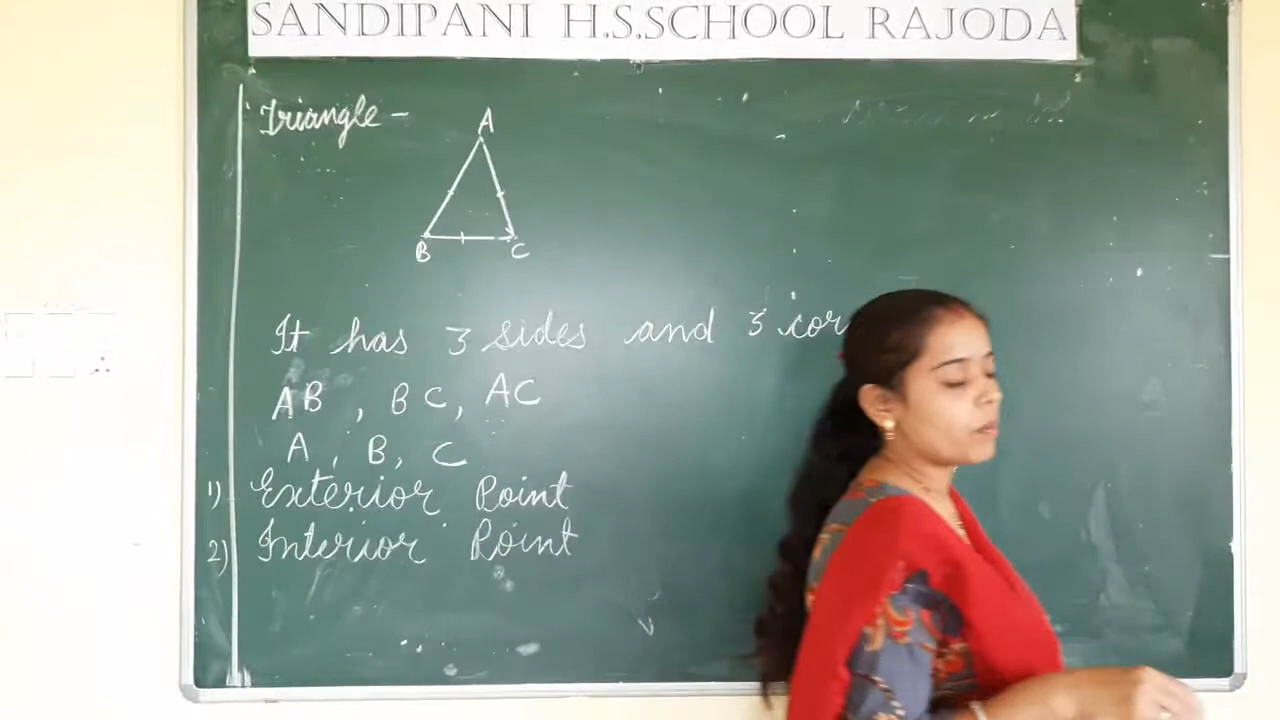 SANDIPANI H.S.SCHOOL RAJODA
Triangle -
A
B C
It has 3 sides and 3 cor
AB , BC, AC
A, B, C
1) Exterior Point
2) Interior Point